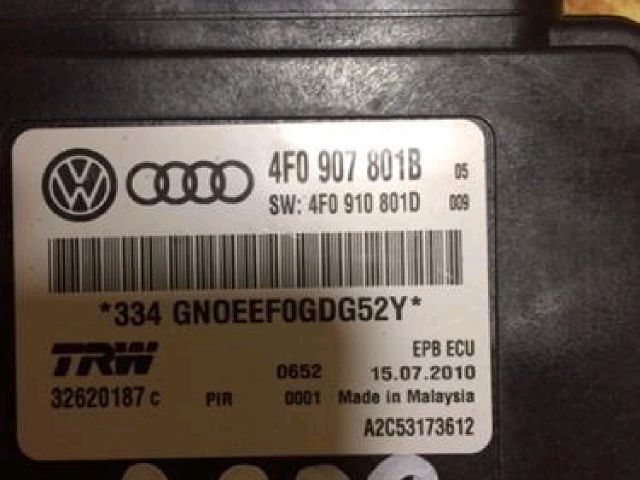 4F0 907 801B 05
SW: 4F0 910 801D 009
*334 GNOEEF0GDG52Y*
TRW EPB ECU
0652 15.07.2010
32620187 C PIR 0001 Made in Malaysia
A2C53173612